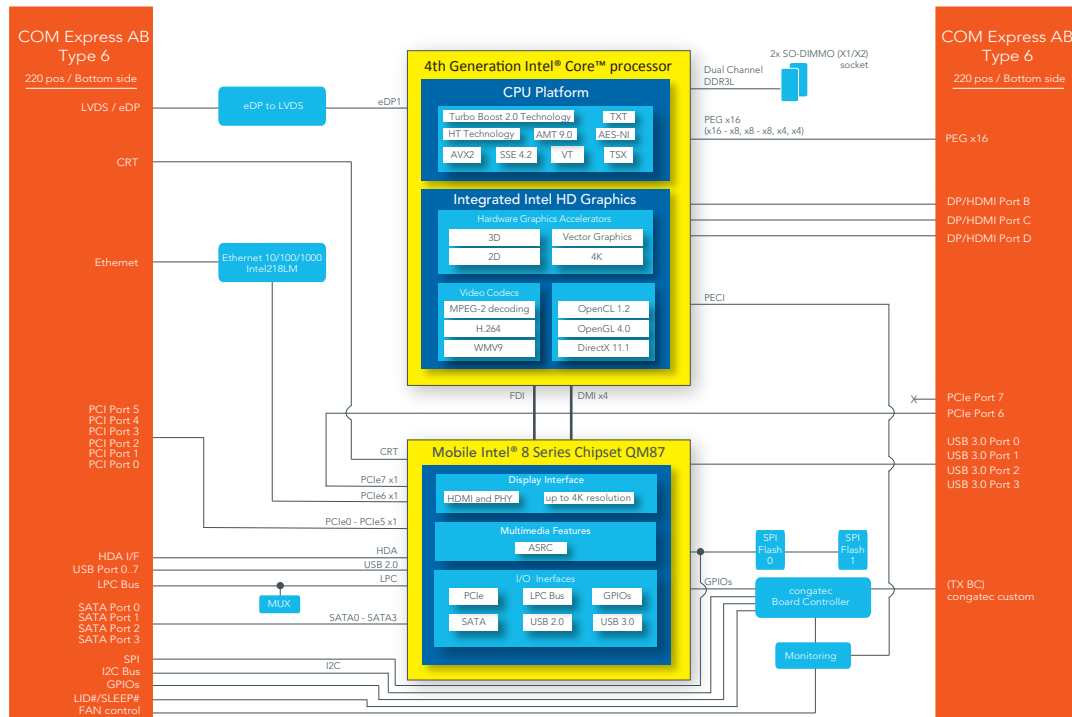 COM Express AB
Type 6
220 pos / Bottom side
LVDS / eDP
CRT
Ethernet
PCI Port 5
PCI Port 4
PCI Port 3
PCI Port 2
PCI Port 1
PCI Port 0
HDA I/F
USB Port 0..7
LPC Bus
SATA Port 0
SATA Port 1
SATA Port 2
SATA Port 3
SPI
I2C Bus
GPIOs
LID#/SLEEP#
FAN control
eDP to LVDS
eDP1
Ethernet 10/100/1000
Intel218LM
4th Generation Intel® Core™ processor
CPU Platform
Turbo Boost 2.0 Technology
TXT
HT Technology
AMT 9.0
AES-NI
AVX2
SSE 4.2
VT
TSX
Integrated Intel HD Graphics
Hardware Graphics Accelerators
3D
Vector Graphics
2D
4K
Video Codecs
MPEG-2 decoding
H.264
WMV9
OpenCL 1.2
OpenGL 4.0
DirectX 11.1
FDI
DMI x4
Mobile Intel® 8 Series Chipset QM87
Display Interface
HDMI and PHY
up to 4K resolution
Multimedia Features
ASRC
I/O Inerfaces
PCIe
LPC Bus
GPIOs
SATA
USB 2.0
USB 3.0
CRT
PCIe7 x1
PCIe6 x1
PCIe0 - PCIe5 x1
HDA
USB 2.0
LPC
MUX
SATA0 - SATA3
I2C
Dual Channel
DDR3L
2x SO-DIMMO (X1/X2)
socket
PEG x16
(x16 - x8, x8 - x8, x4, x4)
PECI
SPI
Flash
0
SPI
Flash
1
GPIOs
congatec
Board Controller
Monitoring
X
COM Express AB
Type 6
220 pos / Bottom side
PEG x16
DP/HDMI Port B
DP/HDMI Port C
DP/HDMI Port D
PCIe Port 7
PCIe Port 6
USB 3.0 Port 0
USB 3.0 Port 1
USB 3.0 Port 2
USB 3.0 Port 3
(TX BC)
congatec custom